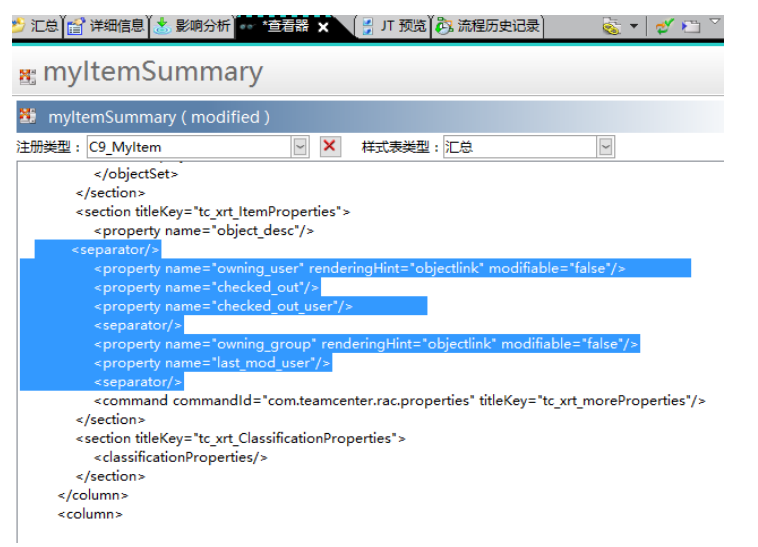 汇总 详细信息 影响分析 *查看器 JT 预览 流程历史记录
myItemSummary
myItemSummary ( modified )
注册类型： C9_MyItem 样式表类型： 汇总
</objectSet>
</section>
<section titleKey="tc_xrt_ItemProperties">
<property name="object_desc"/>
<separator/>
<property name="owning_user" renderingHint="objectlink" modifiable="false"/>
<property name="checked_out"/>
<property name="checked_out_user"/>
<separator/>
<property name="owning_group" renderingHint="objectlink" modifiable="false"/>
<property name="last_mod_user"/>
<separator/>
<command commandId="com.teamcenter.rac.properties" titleKey="tc_xrt_moreProperties"/>
</section>
<section titleKey="tc_xrt_ClassificationProperties">
<classificationProperties/>
</section>
</column>
<column>